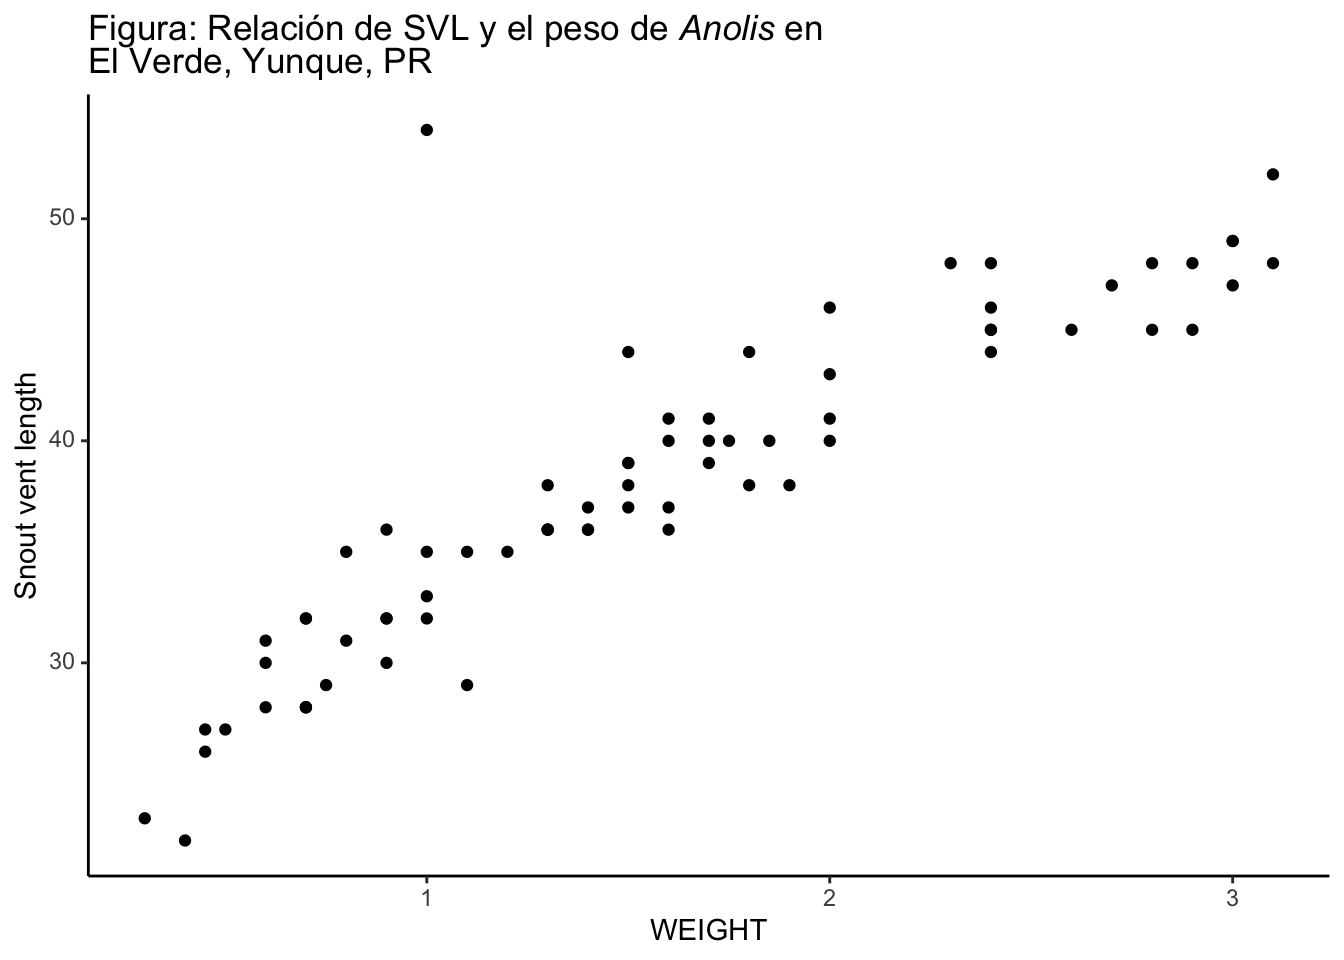 Figura: Relación de SVL y el peso de Anolis en
El Verde, Yunque, PR
50
40
30
Snout vent length
1
2
3
WEIGHT